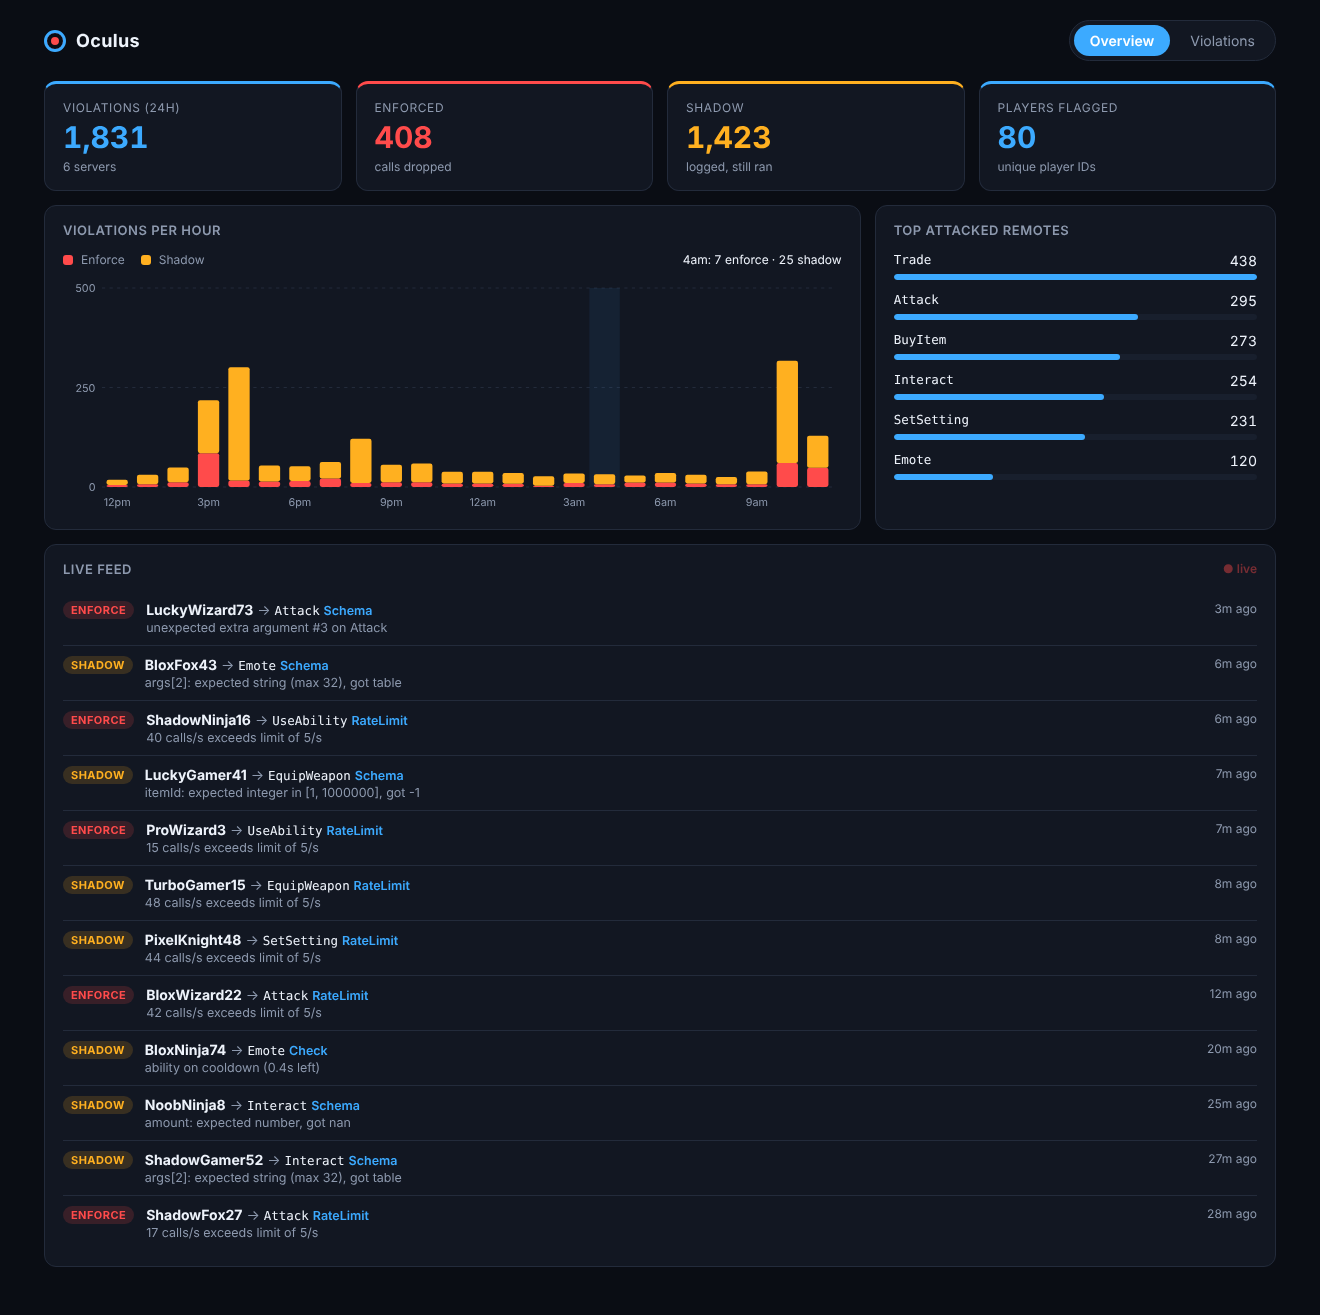 Oculus
Overview
Violations
VIOLATIONS (24H)
1,831
6 servers
ENFORCED
408
calls dropped
SHADOW
1,423
logged, still ran
PLAYERS FLAGGED
80
unique player IDs
VIOLATIONS PER HOUR
Enforce
Shadow
4am: 7 enforce · 25 shadow
500
250
0
12pm
3pm
6pm
9pm
12am
3am
6am
9am
TOP ATTACKED REMOTES
Trade 438
Attack 295
BuyItem 273
Interact 254
SetSetting 231
Emote 120
LIVE FEED
live
ENFORCE LuckyWizard73 → Attack Schema 3m ago
unexpected extra argument #3 on Attack
SHADOW BloxFox43 → Emote Schema 6m ago
args[2]: expected string (max 32), got table
ENFORCE ShadowNinja16 → UseAbility RateLimit 6m ago
40 calls/s exceeds limit of 5/s
SHADOW LuckyGamer41 → EquipWeapon Schema 7m ago
itemId: expected integer in [1, 1000000], got -1
ENFORCE ProWizard3 → UseAbility RateLimit 7m ago
15 calls/s exceeds limit of 5/s
SHADOW TurboGamer15 → EquipWeapon RateLimit 8m ago
48 calls/s exceeds limit of 5/s
SHADOW PixelKnight48 → SetSetting RateLimit 8m ago
44 calls/s exceeds limit of 5/s
ENFORCE BloxWizard22 → Attack RateLimit 12m ago
42 calls/s exceeds limit of 5/s
SHADOW BloxNinja74 → Emote Check 20m ago
ability on cooldown (0.4s left)
SHADOW NoobNinja8 → Interact Schema 25m ago
amount: expected number, got nan
SHADOW ShadowGamer52 → Interact Schema 27m ago
args[2]: expected string (max 32), got table
ENFORCE ShadowFox27 → Attack RateLimit 28m ago
17 calls/s exceeds limit of 5/s